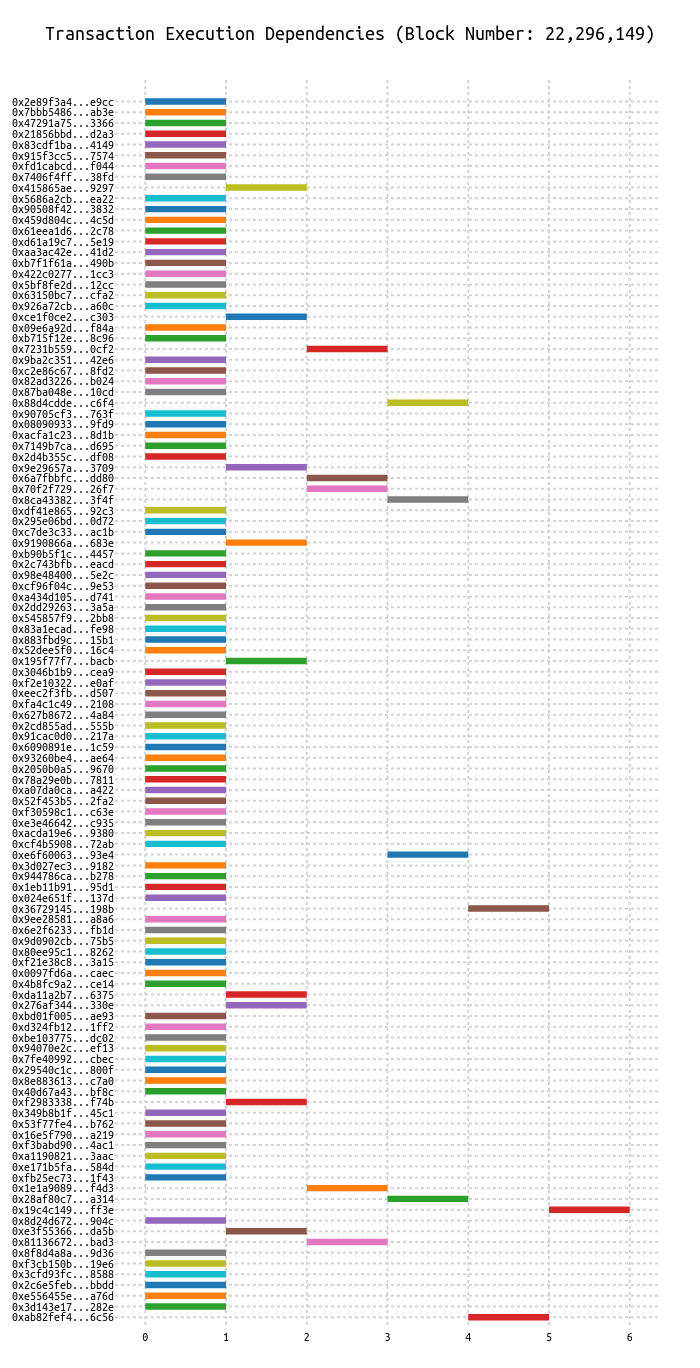 Transaction Execution Dependencies (Block Number: 22,296,149)
0x2e89f3a4...e9cc
0x7bbb5486...ab3e
0x47291a75...3366
0x21856bbd...d2a3
0x83cdf1ba...4149
0x915f3cc5...7574
0xfd1cabcd...f044
0x7406f4ff...38fd
0x415865ae...9297
0x5686a2cb...ea22
0x90508f42...3832
0x459d804c...4c5d
0x61eea1d6...2c78
0xd61a19c7...5e19
0xaa3ac42e...41d2
0xb7f1f61a...490b
0x422c0277...1cc3
0x5bf8fe2d...12cc
0x63150bc7...cfa2
0x926a72cb...a60c
0xce1f0ce2...c303
0x09e6a92d...f84a
0xb715f12e...8c96
0x7231b559...0cf2
0x9ba2c351...42e6
0xc2e86c67...8fd2
0x82ad3226...b024
0x87ba048e...10cd
0x88d4cdde...c6f4
0x90705cf3...763f
0x08090933...9fd9
0xacfa1c23...8d1b
0x7149b7ca...d695
0x2d4b355c...df08
0x9e29657a...3709
0x6a7fbbfc...dd80
0x70f2f729...26f7
0x8ca43382...3f4f
0xdf41e865...92c3
0x295e06bd...0d72
0xc7de3c33...ac1b
0x9190866a...683e
0xb90b5f1c...4457
0x2c743bfb...eacd
0x98e48400...5e2c
0xcf96f04c...9e53
0xa434d105...d741
0x2dd29263...3a5a
0x545857f9...2bb8
0x83a1ecad...fe98
0x883fbd9c...15b1
0x52dee5f0...16c4
0x195f77f7...bacb
0x3046b1b9...cea9
0xf2e10322...e0af
0xeec2f3fb...d507
0xfa4c1c49...2108
0x627b8672...4a84
0x2cd855ad...555b
0x91cac0d0...217a
0x6090891e...1c59
0x93260be4...ae64
0x2050b0a5...9670
0x78a29e0b...7811
0xa07da0ca...a422
0x52f453b5...2fa2
0xf30598c1...c63e
0xe3e46642...c935
0xacda19e6...9380
0xcf4b5908...72ab
0xe6f60063...93e4
0x3d027ec3...9182
0x944786ca...b278
0x1eb11b91...95d1
0x024e651f...137d
0x36729145...198b
0x9ee28581...a8a6
0x6e2f6233...fb1d
0x9d0902cb...75b5
0x80ee95c1...8262
0xf21e38c8...3a15
0x0097fd6a...caec
0x4b8fc9a2...ce14
0xda11a2b7...6375
0x276af344...330e
0xbd01f005...ae93
0xd324fb12...1ff2
0xbe103775...dc02
0x94070e2c...ef13
0x7fe40992...cbec
0x29540c1c...800f
0x8e883613...c7a0
0x40d67a43...bf8c
0xf2983338...f74b
0x349b8b1f...45c1
0x53f77fe4...b762
0x16e5f790...a219
0xf3babd90...4ac1
0xa1190821...3aac
0xe171b5fa...584d
0xfb25ec73...1f43
0x1e1a9089...f4d3
0x28af80c7...a314
0x19c4c149...ff3e
0x8d24d672...904c
0xe3f55366...da5b
0x81136672...bad3
0x8f8d4a8a...9d36
0xf3cb150b...19e6
0x3cfd93fc...8588
0x2c6e5feb...bbdd
0xe556455e...a76d
0x3d143e17...282e
0xab82fef4...6c56
0 1 2 3 4 5 6